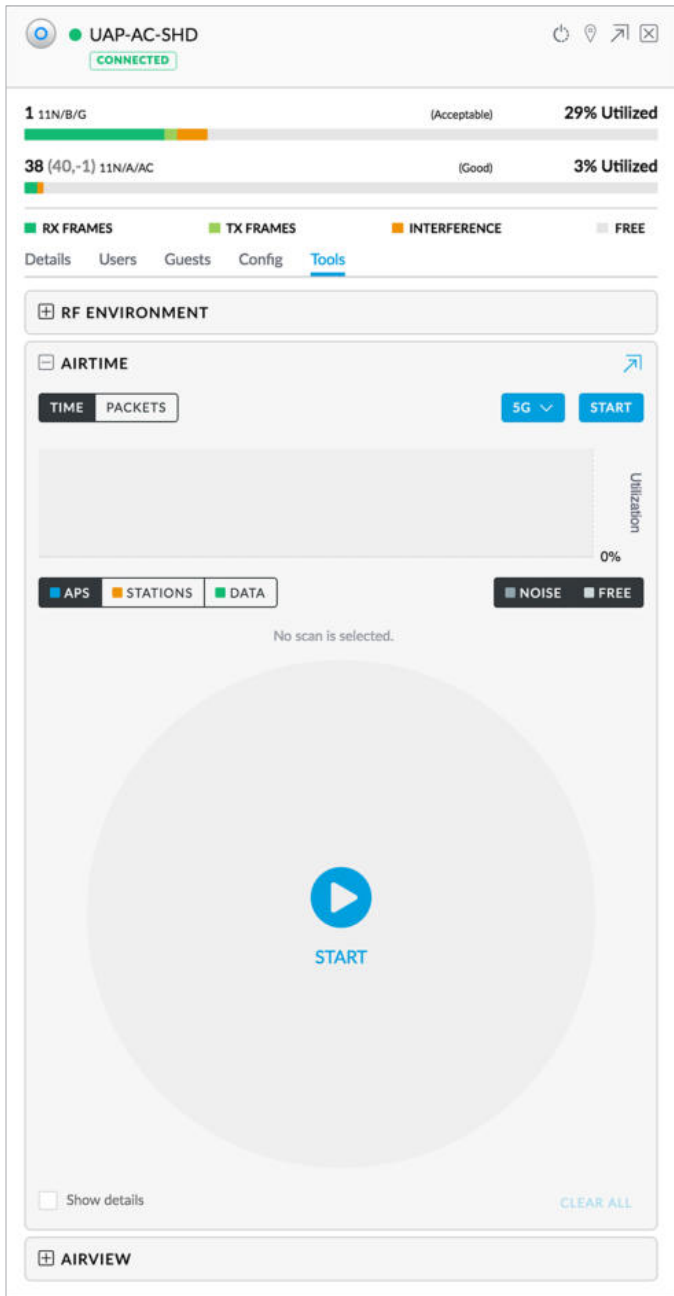 UAP-AC-SHD
CONNECTED
1 11N/B/G (Acceptable) 29% Utilized
38 (40,-1) 11N/A/AC (Good) 3% Utilized
RX FRAMES TX FRAMES INTERFERENCE FREE
Details Users Guests Config Tools
RF ENVIRONMENT
AIRTIME
TIME PACKETS 5G START
Utilization
0%
APS STATIONS DATA NOISE FREE
No scan is selected.
START
Show details CLEAR ALL
AIRVIEW